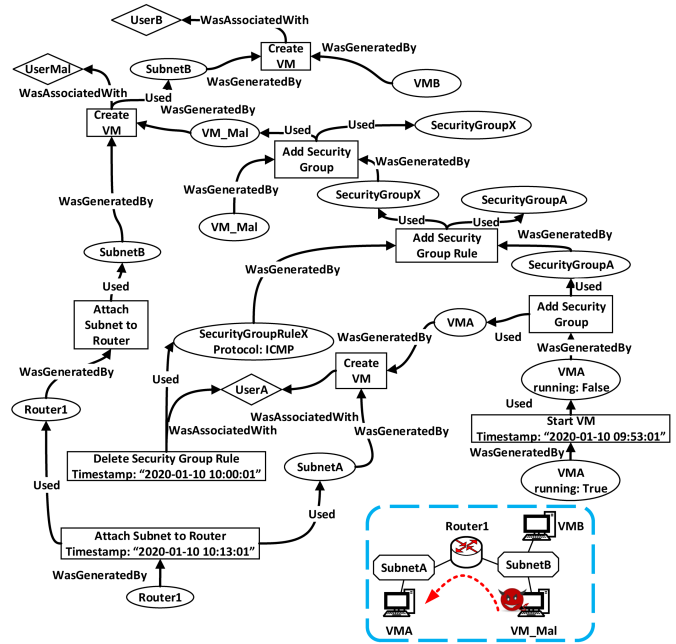 UserB
WasAssociatedWith
WasGeneratedBy
Create
VM
UserMal
SubnetB
WasGeneratedBy
WasAssociatedWith
VMB
Used
WasGeneratedBy
Create
VM
VM_Mal
Used
Used
SecurityGroupX
Add Security
Group
WasGeneratedBy
WasGeneratedBy
SecurityGroupX
SecurityGroupA
VM_Mal
Used
Used
WasGeneratedBy
Add Security
Group Rule
SubnetB
WasGeneratedBy
SecurityGroupA
Used
Used
Attach
Subnet to
Router
SecurityGroupRuleX
Protocol: ICMP
WasGeneratedBy
VMA
Used
Add Security
Group
WasGeneratedBy
WasGeneratedBy
Create
VM
VMA
running: False
Used
UserA
Router1
WasAssociatedWith
WasAssociatedWith
WasGeneratedBy
Used
Start VM
Timestamp: "2020-01-10 09:53:01"
WasGeneratedBy
Delete Security Group Rule
Timestamp: "2020-01-10 10:00:01"
SubnetA
VMA
running: True
Used
Used
Attach Subnet to Router
Timestamp: "2020-01-10 10:13:01"
WasGeneratedBy
Router1
Router1
VMB
SubnetA
SubnetB
VMA
VM_Mal